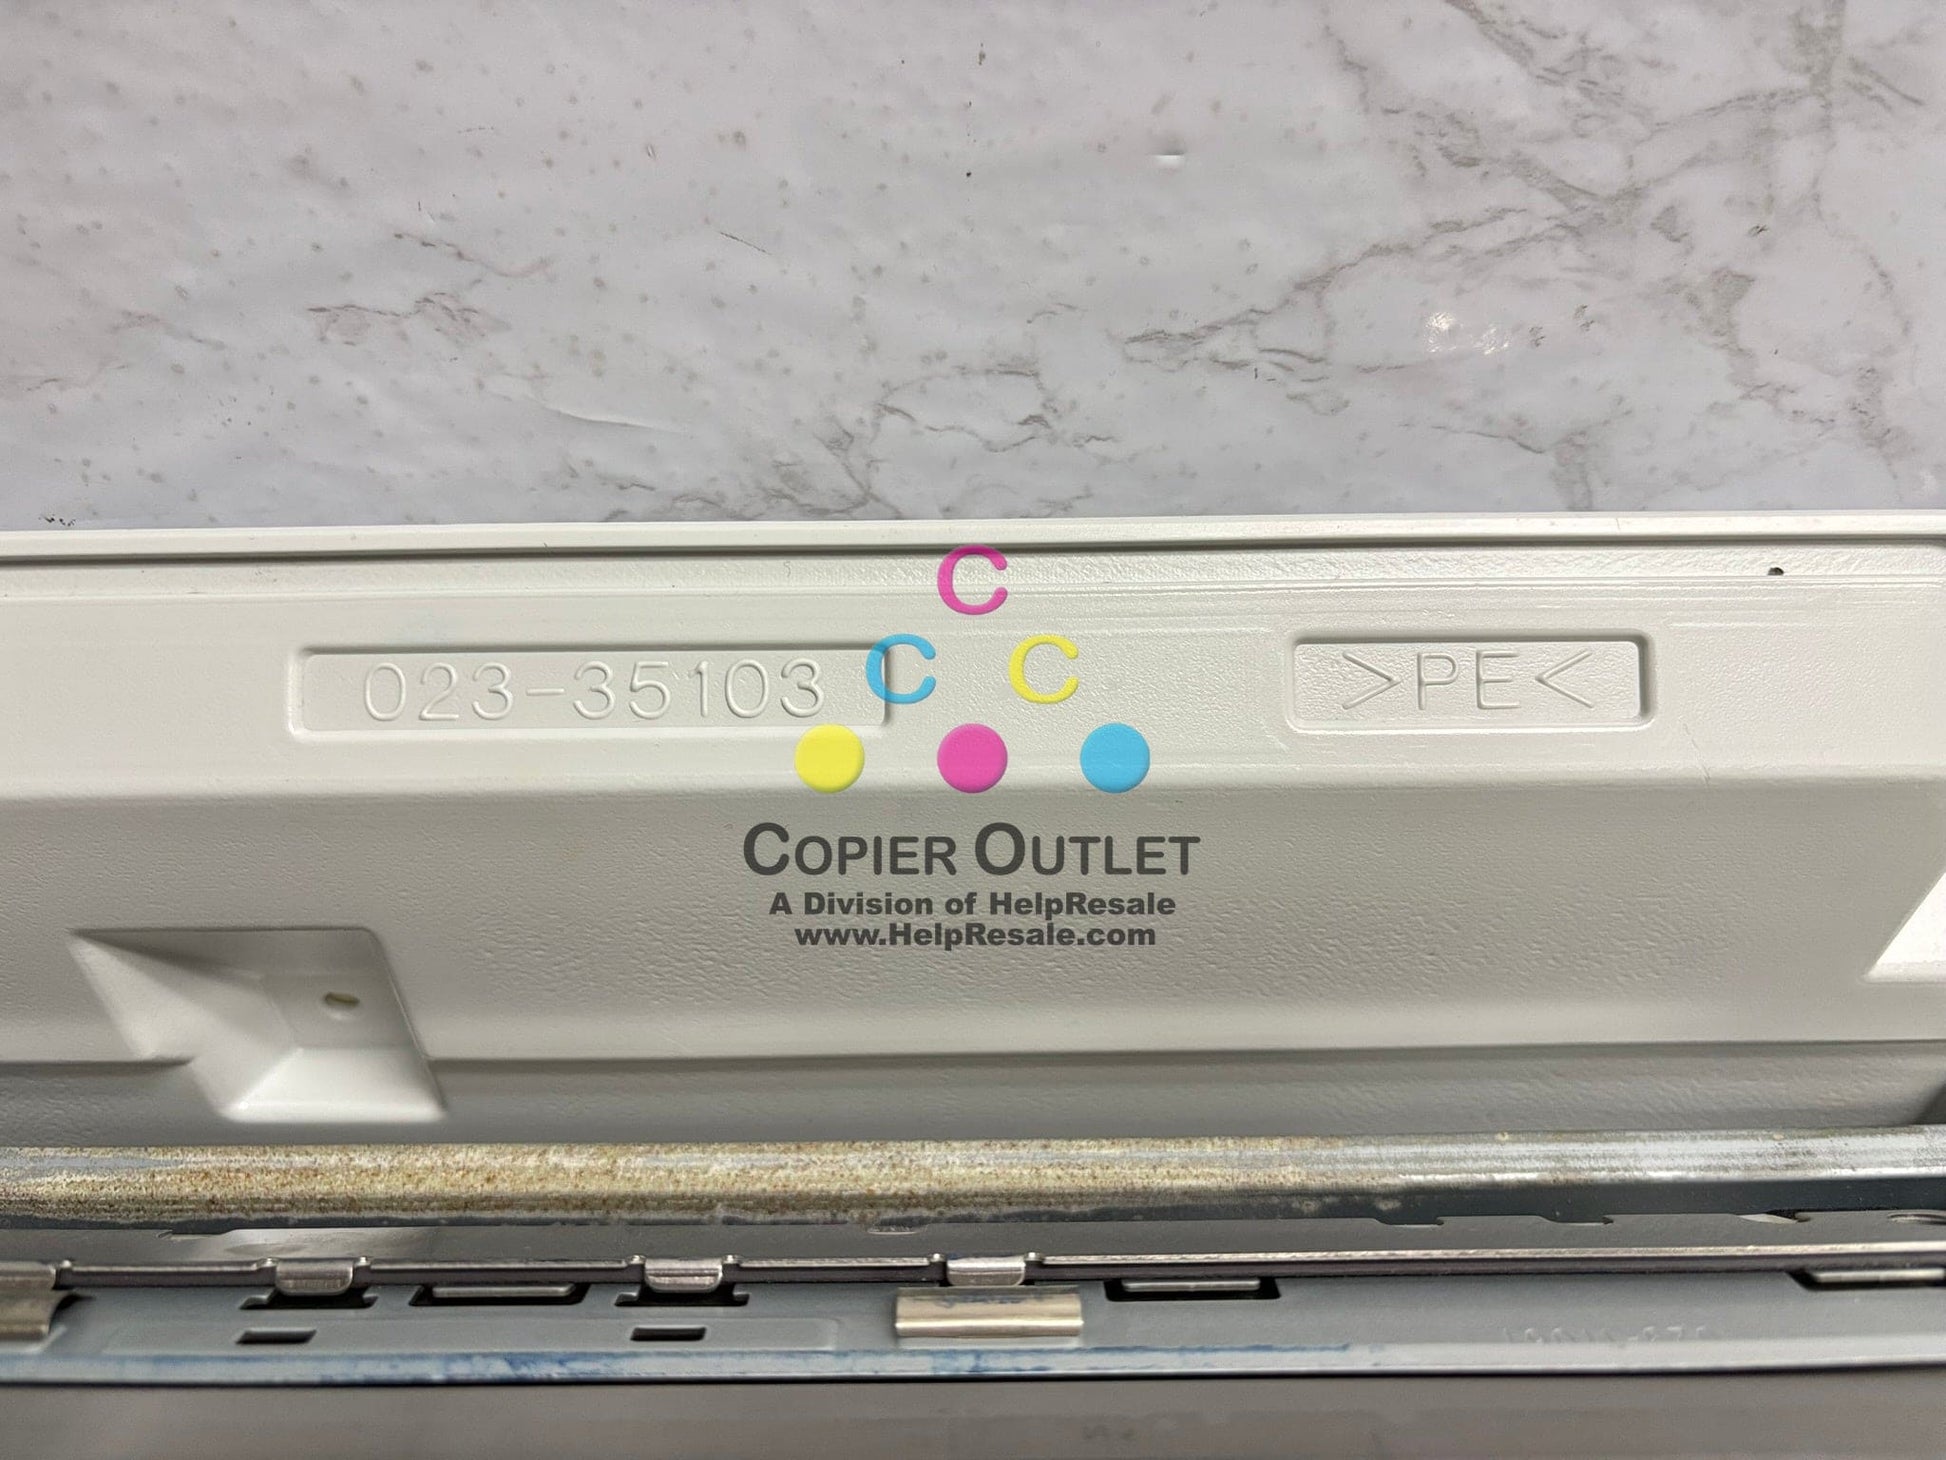 C
C C
023-35103
>PE<
COPIER OUTLET
A Division of HelpResale
www.HelpResale.com